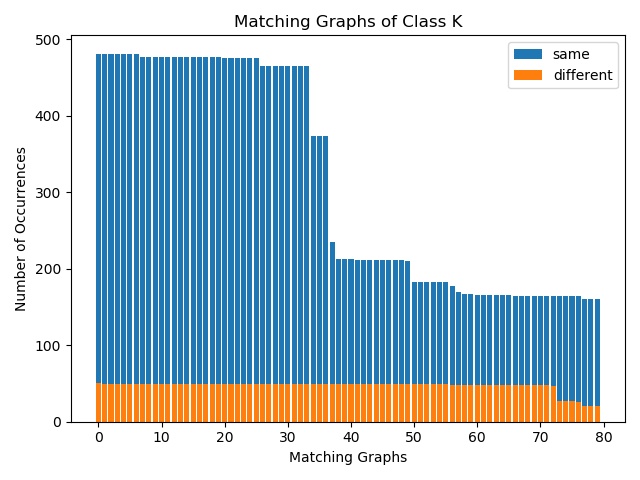 Matching Graphs of Class K
same
different
Number of Occurrences
500
400
300
200
100
0
0 10 20 30 40 50 60 70 80
Matching Graphs